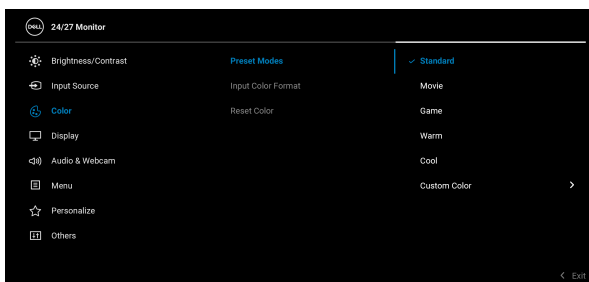 DELL 24/27 Monitor
Brightness/Contrast Preset Modes Standard
Input Source Input Color Format Movie
Color Reset Color Game
Display Warm
Audio & Webcam Cool
Menu Custom Color
Personalize
Others
Exit